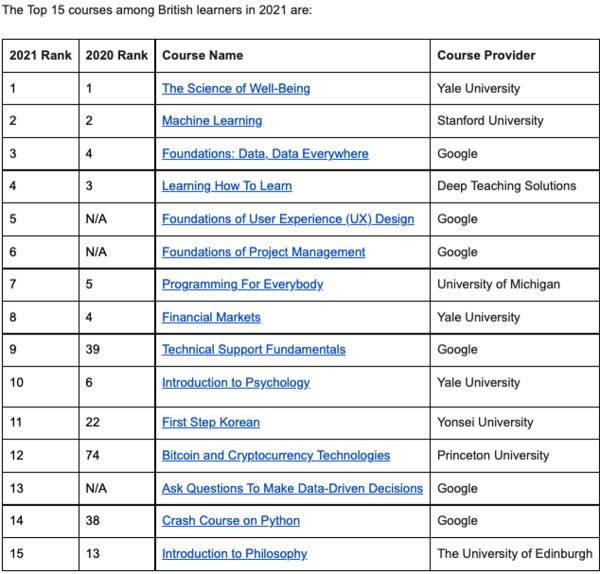 The Top 15 courses among British learners in 2021 are:
2021 Rank 2020 Rank Course Name Course Provider
1 1 The Science of Well-Being Yale University
2 2 Machine Learning Stanford University
3 4 Foundations: Data, Data Everywhere Google
4 3 Learning How To Learn Deep Teaching Solutions
5 N/A Foundations of User Experience (UX) Design Google
6 N/A Foundations of Project Management Google
7 5 Programming For Everybody University of Michigan
8 4 Financial Markets Yale University
9 39 Technical Support Fundamentals Google
10 6 Introduction to Psychology Yale University
11 22 First Step Korean Yonsei University
12 74 Bitcoin and Cryptocurrency Technologies Princeton University
13 N/A Ask Questions To Make Data-Driven Decisions Google
14 38 Crash Course on Python Google
15 13 Introduction to Philosophy The University of Edinburgh